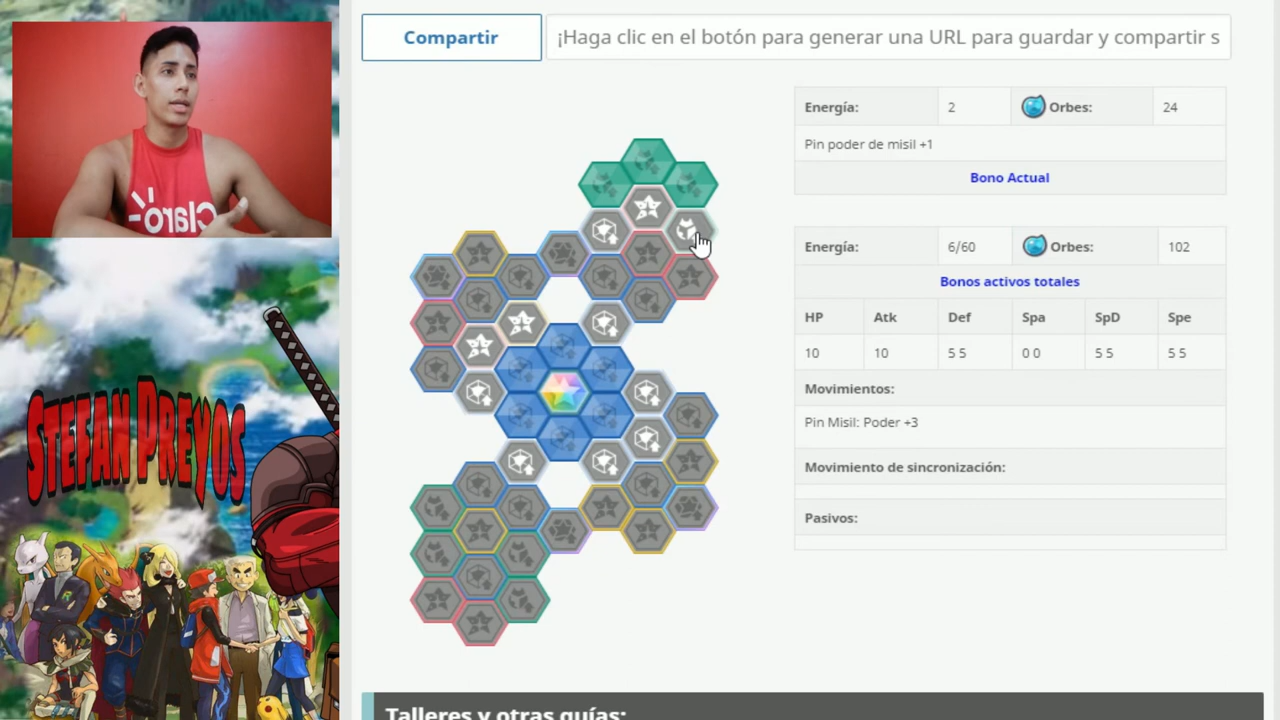 Compartir
¡Haga clic en el botón para generar una URL para guardar y compartir s
Energía: 2 Orbes: 24
Pin poder de misil +1
Bono Actual
Energía: 6/60 Orbes: 102
Bonos activos totales
HP Atk Def Spa SpD Spe
10 10 5 5 0 0 5 5 5 5
Movimientos:
Pin Misil: Poder +3
Movimiento de sincronización:
Pasivos:
Talleres y otras guías:
Claro
STEFAN PREYOS